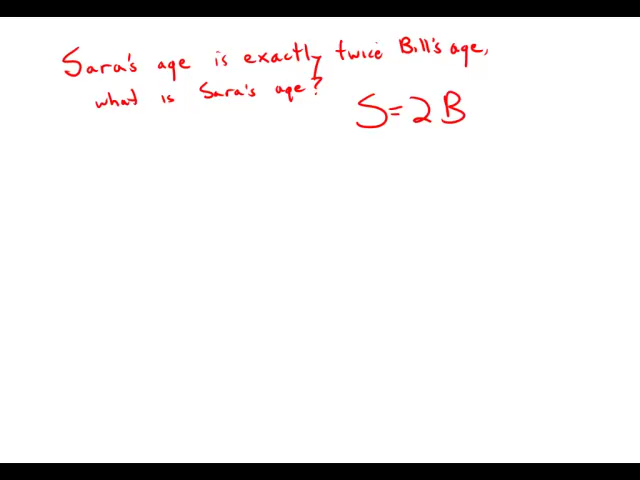 Sara's age is exactly twice Bill's age,
what is Sara's age?
S=2B